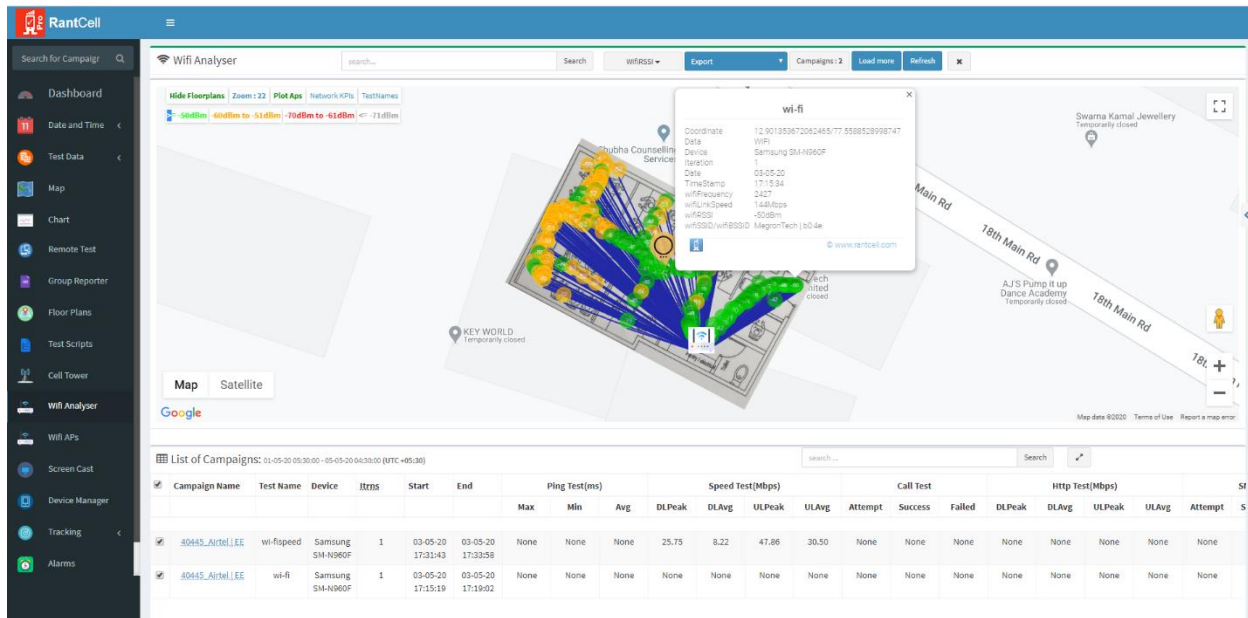 RantCell
Pro
Search for Campaigr
Dashboard
Date and Time
Test Data
Map
Chart
Remote Test
Group Reporter
Floor Plans
Test Scripts
Cell Tower
Wifi Analyser
Wifi APs
Screen Cast
Device Manager
Tracking
Alarms
Wifi Analyser
search...
Search
WifiRSSI
Export
Campaigns : 2
Load more
Refresh
Hide Floorplans Zoom : 22 Plot Aps Network KPIs TestNames
>= -50dBm -60dBm to -51dBm -70dBm to -61dBm <= -71dBm
wi-fi
Coordinate 12.901353672062465/77.5588528998747
Data WIFI
Device Samsung SM-N960F
Iteration 1
Date 03-05-20
TimeStamp 17:15:34
wifiFrequency 2427
wifiLinkSpeed 144Mbps
wifiRSSI -50dBm
wifiSSID/wifiBSSID MagronTech | b0:4e
© www.rantcell.com
Shubha Counselling
Services
Swarna Kamal Jewellery
Temporarily closed
Main Rd
18th Main Rd
AJ'S Pump it up
Dance Academy
Temporarily closed
18th Main Rd
KEY WORLD
Temporarily closed
closed
Map Satellite
Google
Map data ©2020 Terms of Use Report a map error
List of Campaigns: 01-05-20 05:30:00 - 05-05-20 04:30:00 (UTC +05:30)
search ...
Search
Campaign Name Test Name Device Itrns Start End Ping Test(ms) Speed Test(Mbps) Call Test Http Test(Mbps)
Max Min Avg DLPeak DLAvg ULPeak ULAvg Attempt Success Failed DLPeak DLAvg ULPeak ULAvg Attempt
40445_Airtel | EE wi-fispeed Samsung SM-N960F 1 03-05-20 17:31:43 03-05-20 17:33:58 None None None 25.75 8.22 47.86 30.50 None None None None None None None None
40445_Airtel | EE wi-fi Samsung SM-N960F 1 03-05-20 17:15:19 03-05-20 17:19:02 None None None None None None None None None None None None None None None